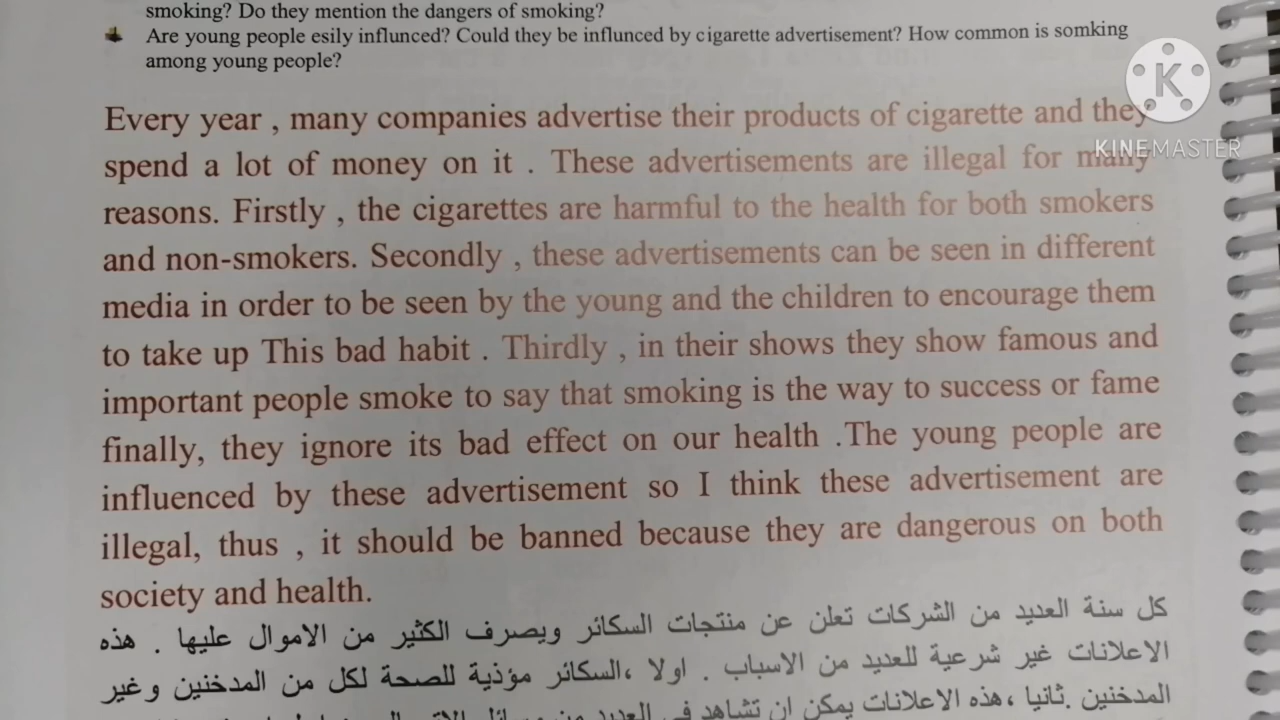 smoking? Do they mention the dangers of smoking?
Are young people esily influnced? Could they be influnced by cigarette advertisement? How common is somking
among young people?
Every year , many companies advertise their products of cigarette and they
spend a lot of money on it . These advertisements are illegal for many
reasons. Firstly , the cigarettes are harmful to the health for both smokers
and non-smokers. Secondly , these advertisements can be seen in different
media in order to be seen by the young and the children to encourage them
to take up This bad habit . Thirdly , in their shows they show famous and
important people smoke to say that smoking is the way to success or fame
finally, they ignore its bad effect on our health .The young people are
influenced by these advertisement so I think these advertisement are
illegal, thus , it should be banned because they are dangerous on both
society and health.
كل سنة العديد من الشركات تعلن عن منتجات السكائر ويصرف الكثير من الاموال عليها . هذه
الاعلانات غير شرعية للعديد من الاسباب . اولا ،السكائر مؤذية للصحة لكل من المدخنين وغير
المدخنين .ثانيا ،هذه الاعلانات يمكن ان تشاهد في العديد من
K
KINEMASTER